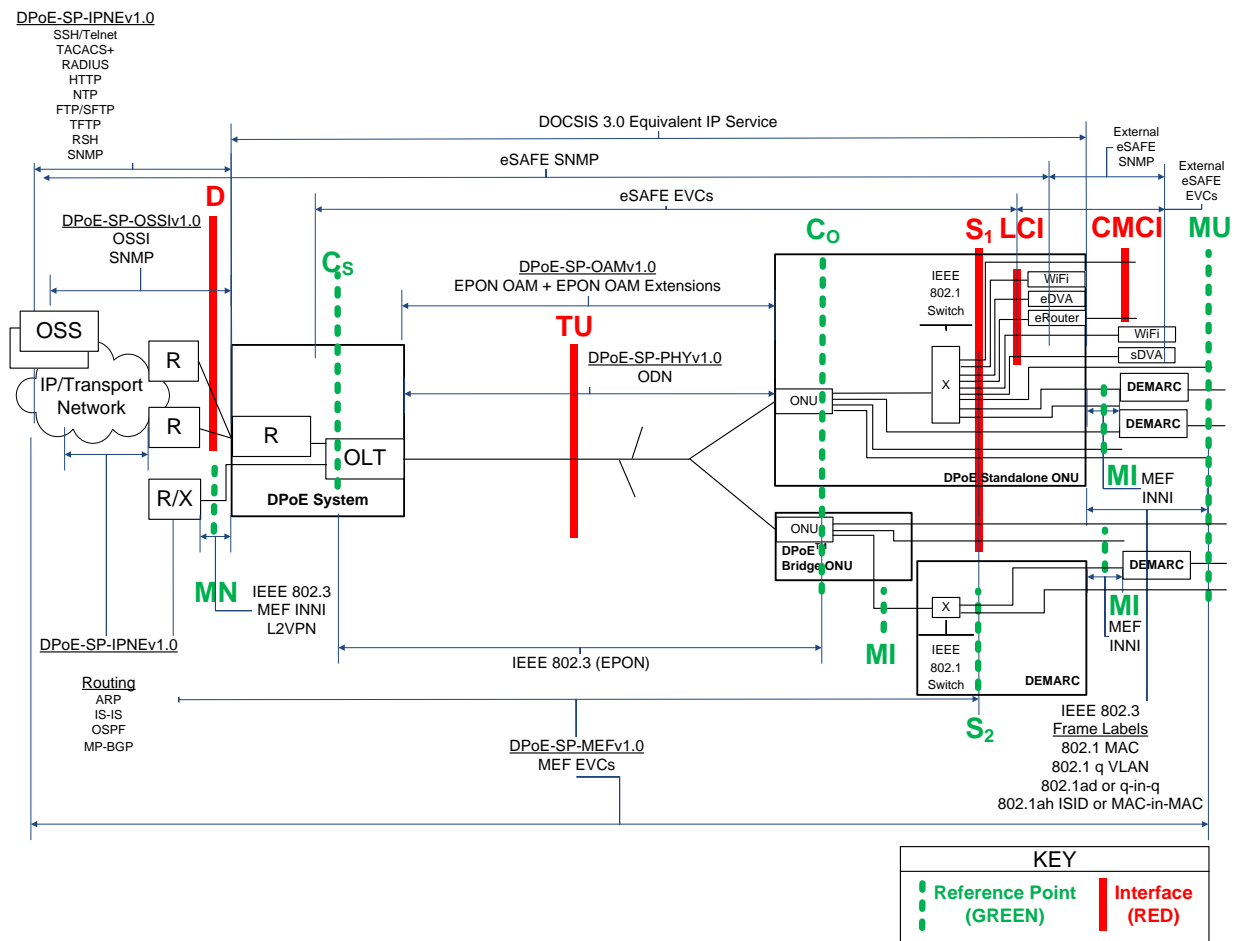 DPoE-SP-IPNEv1.0
SSH/Telnet
TACACS+
RADIUS
HTTP
NTP
FTP/SFTP
TFTP
RSH
SNMP
DOCSIS 3.0 Equivalent IP Service
External
eSAFE
SNMP
eSAFE SNMP
External
eSAFE
EVCs
D
eSAFE EVCs
DPoE-SP-OSSIv1.0
OSSI
SNMP
CS
CO
S1
LCI
CMCI
MU
DPoE-SP-OAMv1.0
EPON OAM + EPON OAM Extensions
IEEE
802.1
Switch
WiFi
eDVA
eRouter
WiFi
sDVA
OSS
IP/Transport
Network
R
R
R/X
R
OLT
DPoE System
TU
DPoE-SP-PHYv1.0
ODN
ONU
X
DEMARC
DEMARC
DPoE Standalone ONU
MI
MEF
INNI
ONU
DPoE™
Bridge ONU
DEMARC
MN
IEEE 802.3
MEF INNI
L2VPN
MI
MEF
INNI
X
IEEE
802.1
Switch
DEMARC
MI
DPoE-SP-IPNEv1.0
IEEE 802.3 (EPON)
Routing
ARP
IS-IS
OSPF
MP-BGP
S2
DPoE-SP-MEFv1.0
MEF EVCs
IEEE 802.3
Frame Labels
802.1 MAC
802.1 q VLAN
802.1ad or q-in-q
802.1ah ISID or MAC-in-MAC
KEY
Reference Point
(GREEN)
Interface
(RED)